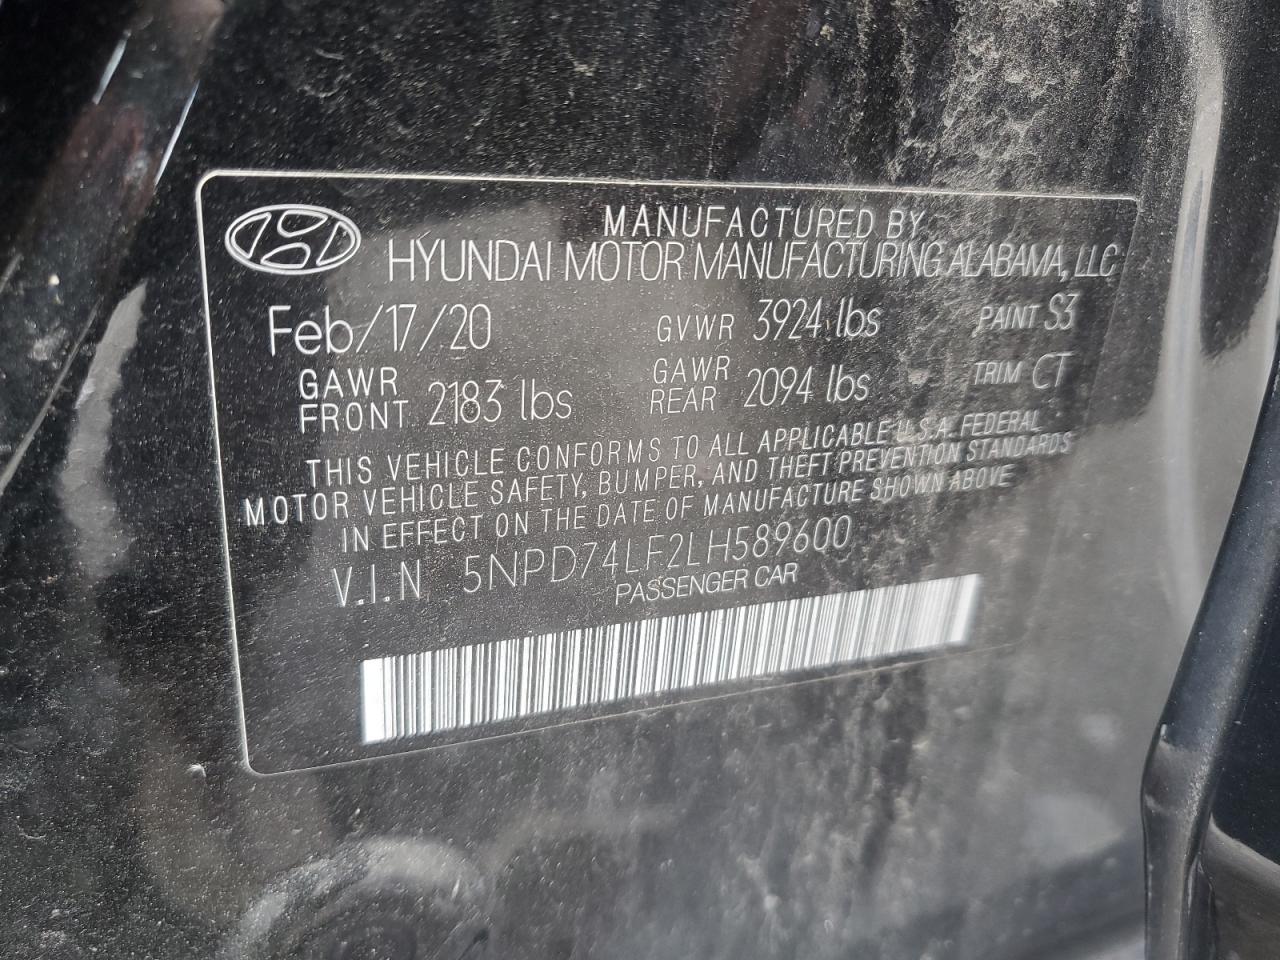 MANUFACTURED BY
HYUNDAI MOTOR MANUFACTURING ALABAMA, LLC
Feb/17/20 GVWR 3924 lbs PAINT S3
GAWR FRONT 2183 lbs GAWR REAR 2094 lbs TRIM CT
THIS VEHICLE CONFORMS TO ALL APPLICABLE U.S.A. FEDERAL
MOTOR VEHICLE SAFETY, BUMPER, AND THEFT PREVENTION STANDARDS
IN EFFECT ON THE DATE OF MANUFACTURE SHOWN ABOVE
V.I.N 5NPD74LF2LH589600
PASSENGER CAR